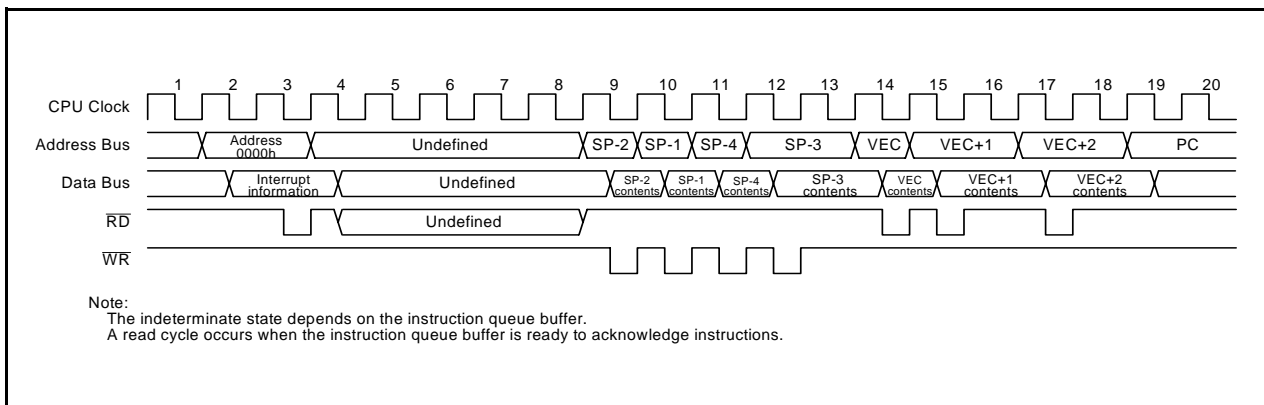 1 2 3 4 5 6 7 8 9 10 11 12 13 14 15 16 17 18 19 20
CPU Clock
Address Bus
Address
0000h
Undefined
SP-2
SP-1
SP-4
SP-3
VEC
VEC+1
VEC+2
PC
Data Bus
Interrupt
information
Undefined
SP-2
contents
SP-1
contents
SP-4
contents
SP-3
contents
VEC
contents
VEC+1
contents
VEC+2
contents
RD
Undefined
WR
Note:
The indeterminate state depends on the instruction queue buffer.
A read cycle occurs when the instruction queue buffer is ready to acknowledge instructions.